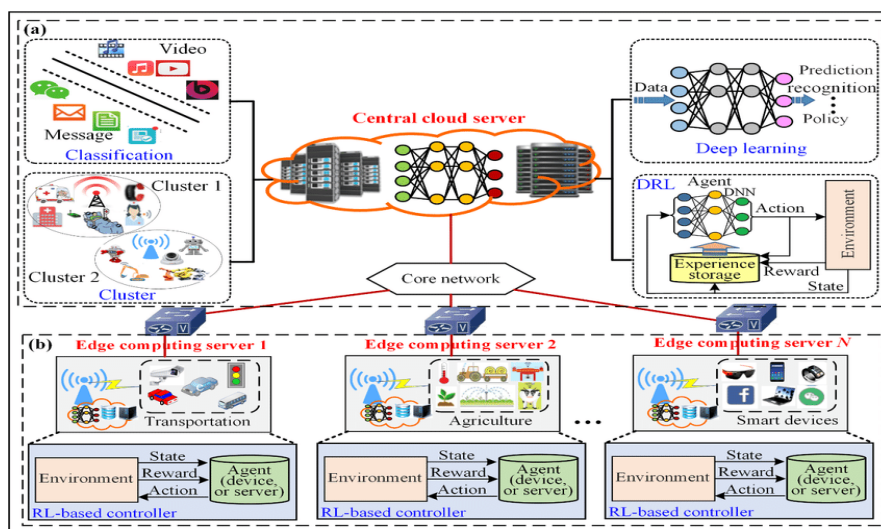 (a)
Video
Message
Classification
Cluster 1
Cluster 2
Cluster
Central cloud server
Core network
Data
Prediction
recognition
Policy
Deep learning
DRL
Agent
DNN
Action
Environment
Experience
storage
Reward
State
(b)
Edge computing server 1
Transportation
State
Environment
Reward
Action
Agent
(device,
or server)
RL-based controller
Edge computing server 2
Agriculture
State
Environment
Reward
Action
Agent
(device,
or server)
RL-based controller
...
Edge computing server N
Smart devices
State
Environment
Reward
Action
Agent
(device,
or server)
RL-based controller
V
V
V